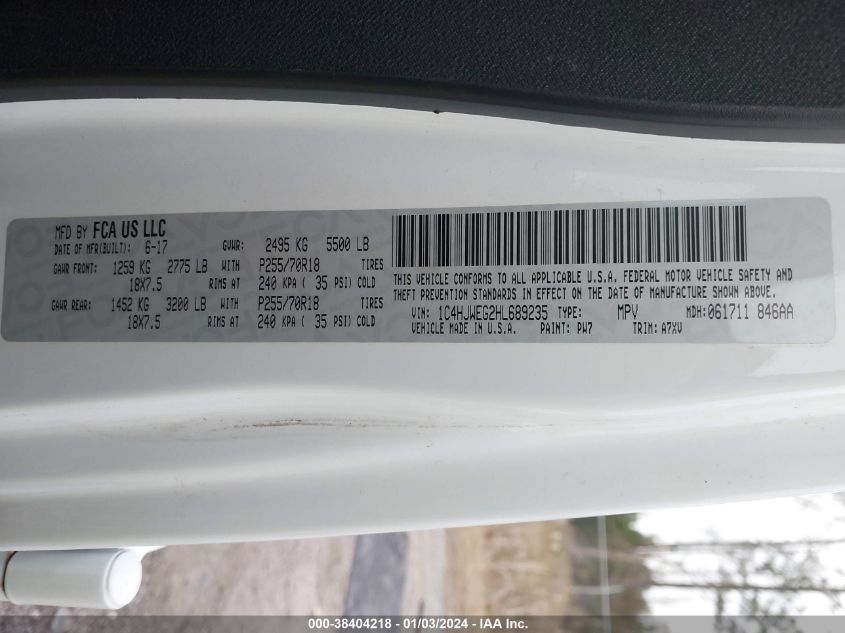 MFD BY FCA US LLC
DATE OF MFR(BUILT): 6-17 GVWR: 2495 KG 5500 LB
GAWR FRONT: 1259 KG 2775 LB WITH P255/70R18 TIRES
18X7.5 RIMS AT 240 KPA ( 35 PSI) COLD
GAWR REAR: 1452 KG 3200 LB WITH P255/70R18 TIRES
18X7.5 RIMS AT 240 KPA ( 35 PSI) COLD
THIS VEHICLE CONFORMS TO ALL APPLICABLE U.S.A. FEDERAL MOTOR VEHICLE SAFETY AND
THEFT PREVENTION STANDARDS IN EFFECT ON THE DATE OF MANUFACTURE SHOWN ABOVE.
VIN: 1C4HJWEG2HL689235 TYPE: MPV MDH: 061711 846AA
VEHICLE MADE IN U.S.A. PAINT: PW7 TRIM: A7XV
000-38404218 - 01/03/2024 - IAA Inc.